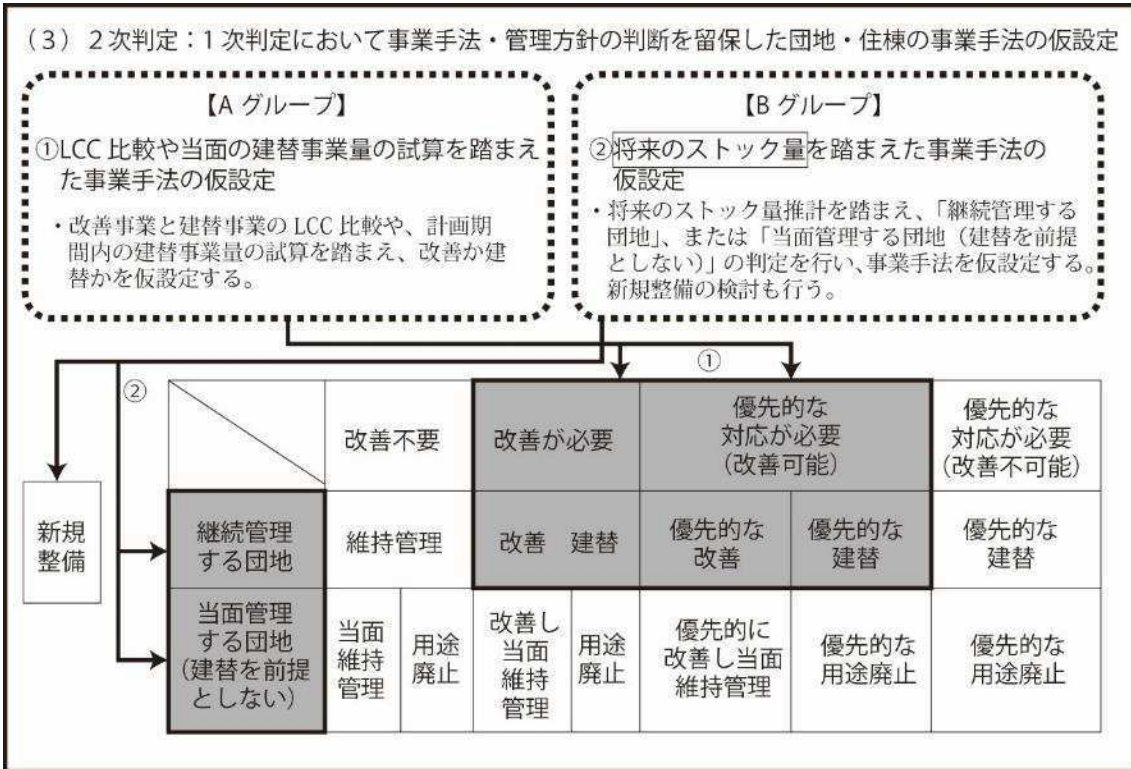 （3）2次判定：1次判定において事業手法・管理方針の判断を留保した団地・住棟の事業手法の仮設定
【A グループ】
①LCC 比較や当面の建替事業量の試算を踏まえ
た事業手法の仮設定
・改善事業と建替事業の LCC 比較や、計画期
間内の建替事業量の試算を踏まえ、改善か建
替かを仮設定する。
【B グループ】
②将来のストック量を踏まえた事業手法の
仮設定
・将来のストック量推計を踏まえ、「継続管理する
団地」、または「当面管理する団地（建替を前提
としない）」の判定を行い、事業手法を仮設定する。
新規整備の検討も行う。
①
②
改善不要
改善が必要
優先的な
対応が必要
（改善可能）
優先的な
対応が必要
（改善不可能）
新規
整備
継続管理
する団地
維持管理
改善 建替
優先的な
改善
優先的な
建替
優先的な
建替
当面管理
する団地
（建替を前提
としない）
当面
維持
管理
用途
廃止
改善し
当面
維持
管理
用途
廃止
優先的に
改善し当面
維持管理
優先的な
用途廃止
優先的な
用途廃止